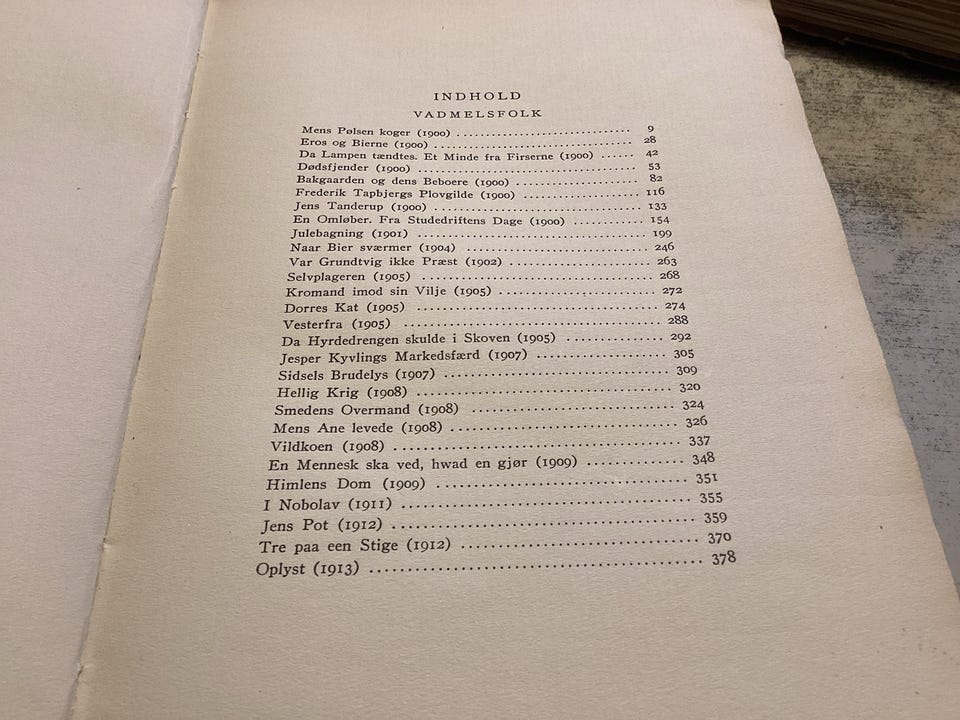 INDHOLD
VADMELSFOLK
Mens Pølsen koger (1900) ................................ 9
Eros og Bierne (1900) ................................ 28
Da Lampen tændtes. Et Minde fra Firserne (1900) ...... 42
Dødsfjender (1900) ................................ 53
Bakgaarden og dens Beboere (1900) ...................... 82
Frederik Tapbjergs Plovgilde (1900) ...................... 116
Jens Tanderup (1900) ................................ 133
En Omløber. Fra Studedriftens Dage (1900) ............ 154
Julebagning (1901) ................................ 199
Naar Bier sværmer (1904) ................................ 246
Var Grundtvig ikke Præst (1902) ...................... 263
Selvplageren (1905) ................................ 268
Kromand imod sin Vilje (1905) ........................ 272
Dorres Kat (1905) ................................ 274
Vesterfra (1905) ................................ 288
Da Hyrdedrengen skulde i Skoven (1905) .............. 292
Jesper Kyvlings Markedsfærd (1907) .................... 305
Sidsels Brudelys (1907) ................................ 309
Hellig Krig (1908) ................................ 320
Smedens Overmand (1908) .............................. 324
Mens Ane levede (1908) ................................ 326
Vildkoen (1908) ................................ 337
En Mennesk ska ved, hwad en gjør (1909) .............. 348
Himlens Dom (1909) ................................ 351
I Nobolav (1911) ................................ 355
Jens Pot (1912) ................................ 359
Tre paa een Stige (1912) ................................ 370
Oplyst (1913) ................................ 378